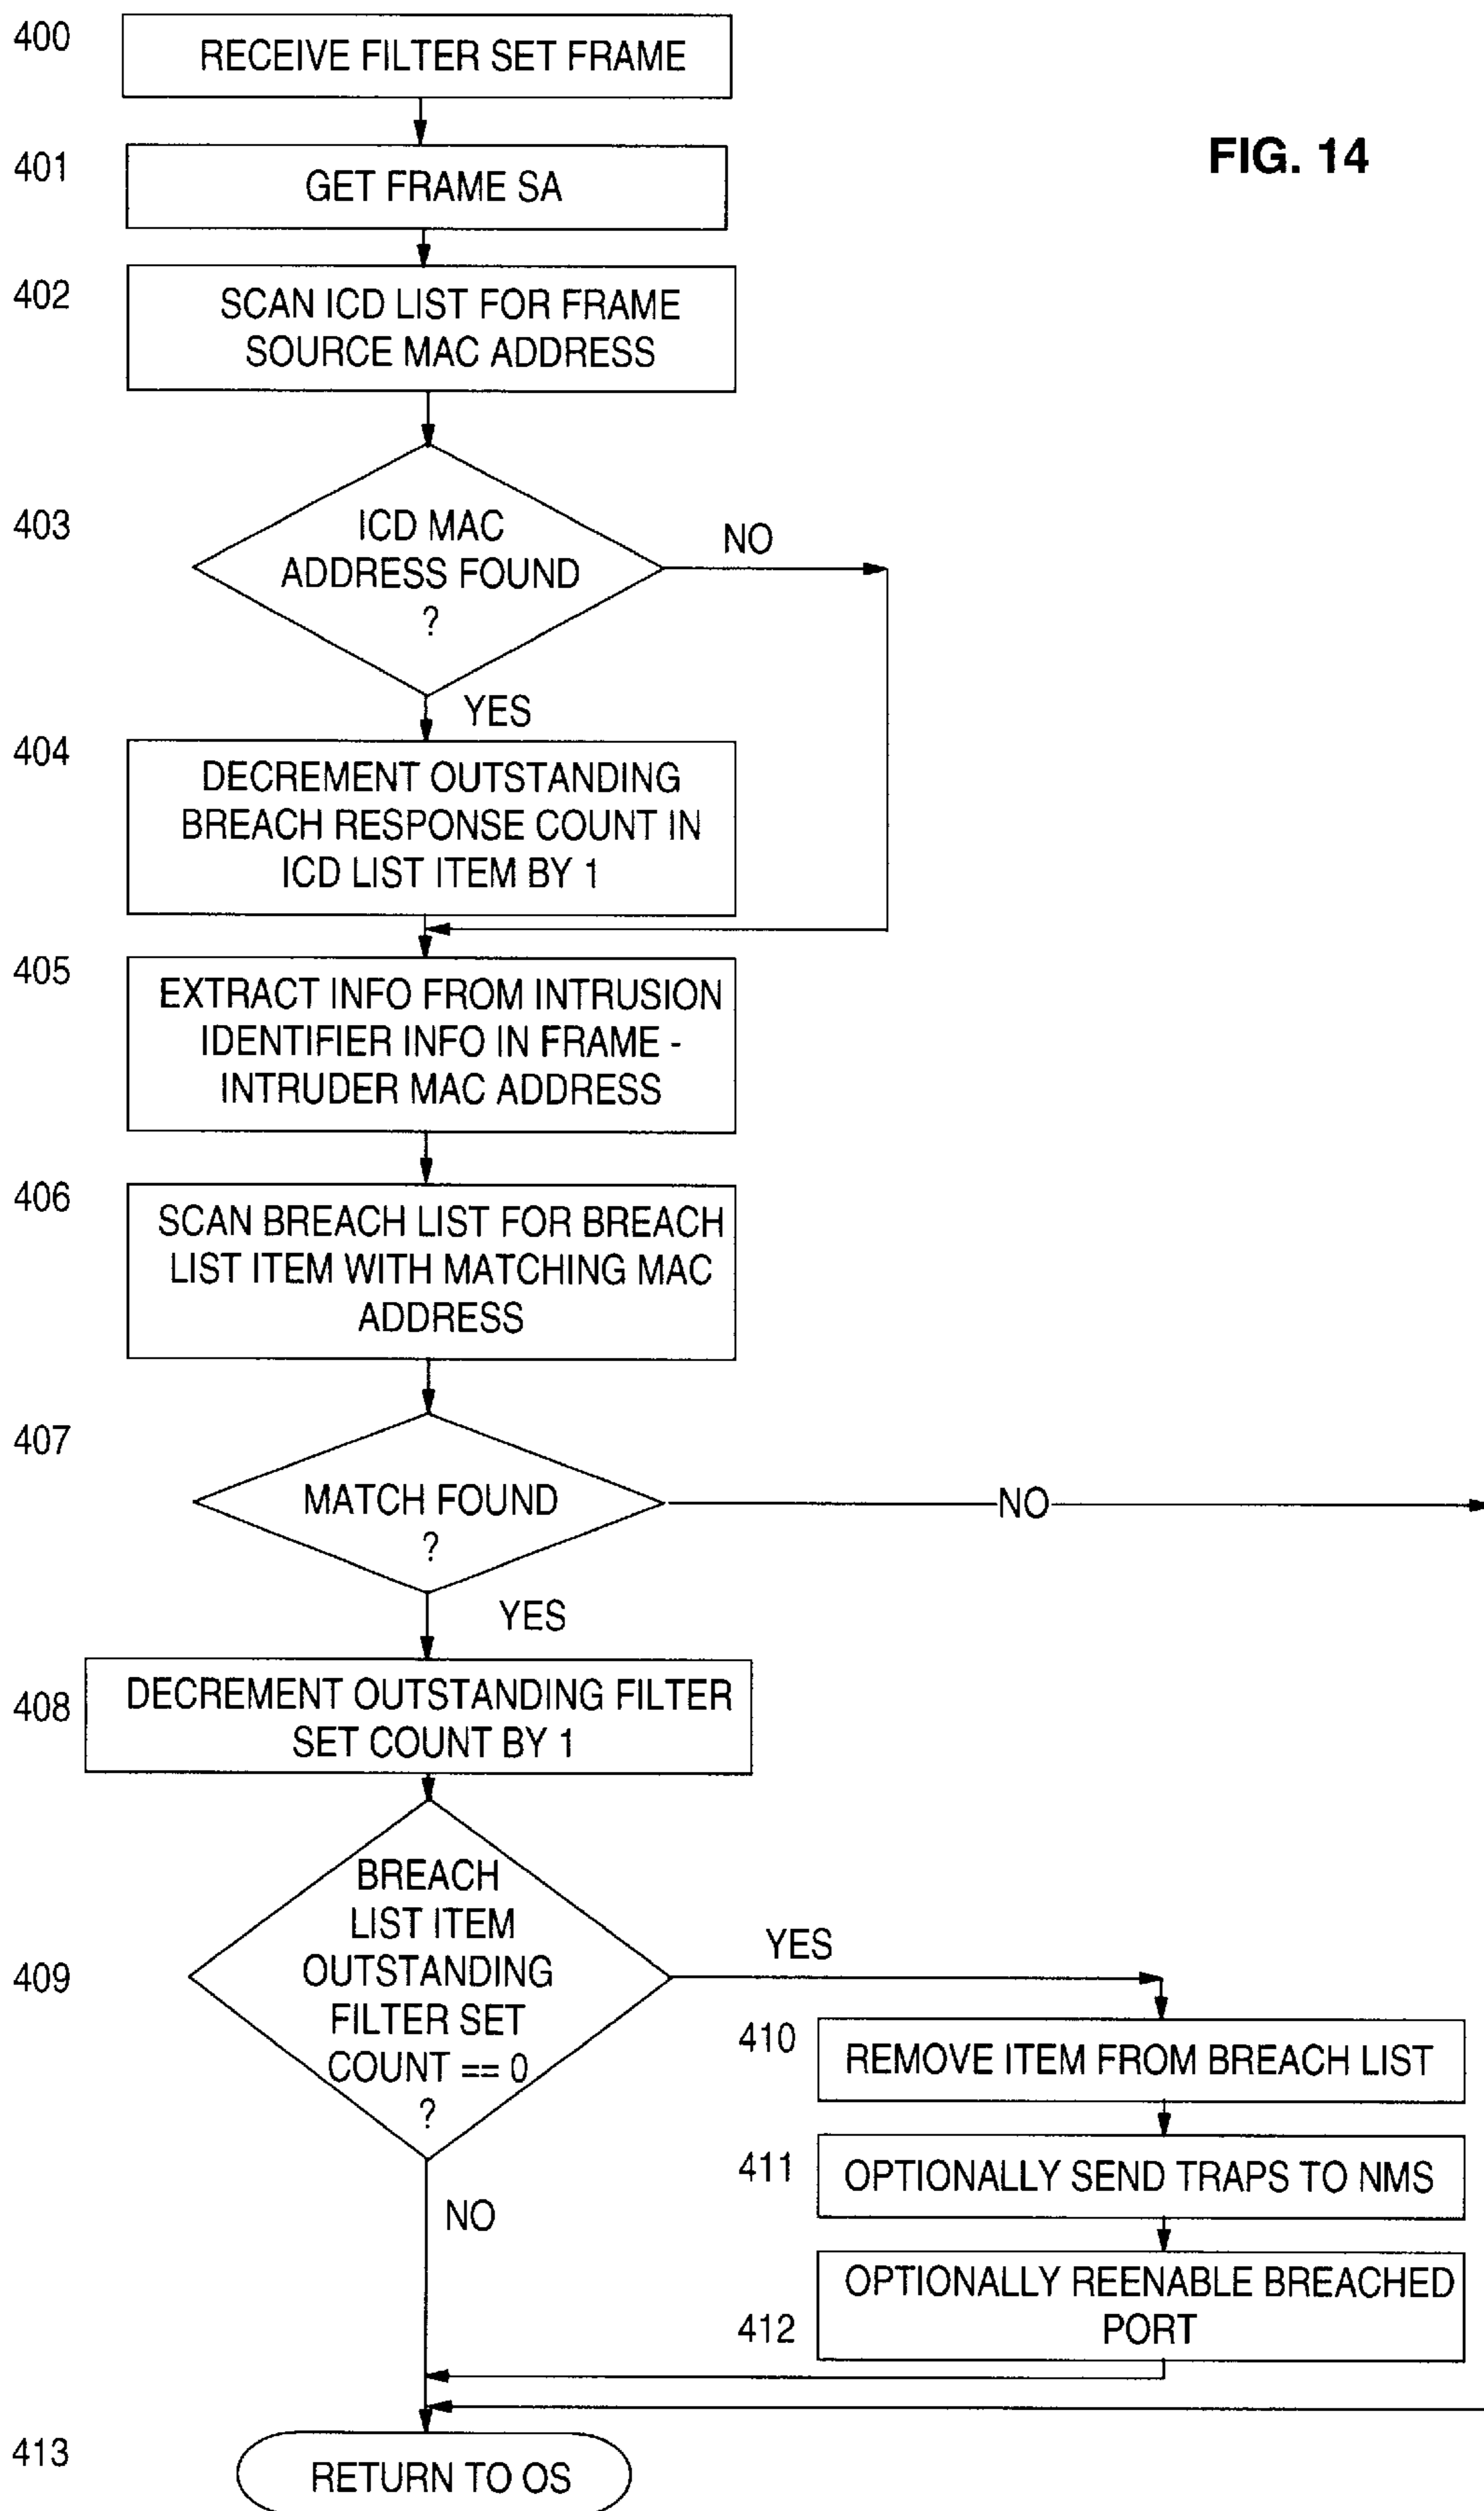 400
RECEIVE FILTER SET FRAME
FIG. 14
401
GET FRAME SA
402
SCAN ICD LIST FOR FRAME
SOURCE MAC ADDRESS
403
ICD MAC
ADDRESS FOUND
?
NO
YES
404
DECREMENT OUTSTANDING
BREACH RESPONSE COUNT IN
ICD LIST ITEM BY 1
405
EXTRACT INFO FROM INTRUSION
IDENTIFIER INFO IN FRAME -
INTRUDER MAC ADDRESS
406
SCAN BREACH LIST FOR BREACH
LIST ITEM WITH MATCHING MAC
ADDRESS
407
MATCH FOUND
?
NO
YES
408
DECREMENT OUTSTANDING FILTER
SET COUNT BY 1
409
BREACH
LIST ITEM
OUTSTANDING
FILTER SET
COUNT == 0
?
YES
410
REMOVE ITEM FROM BREACH LIST
411
OPTIONALLY SEND TRAPS TO NMS
NO
412
OPTIONALLY REENABLE BREACHED
PORT
413
RETURN TO OS